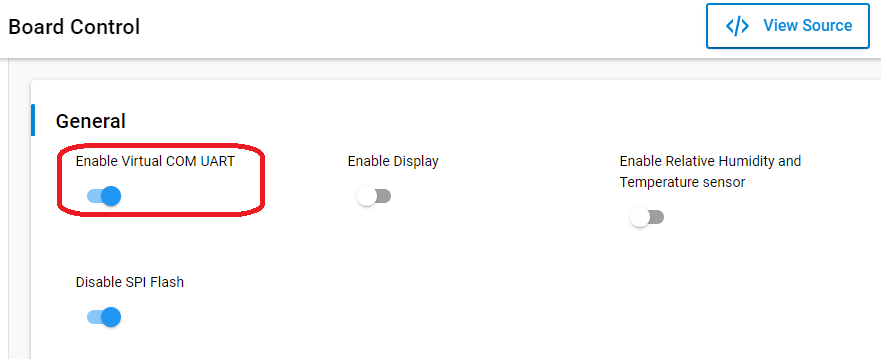 Board Control
</> View Source
General
Enable Virtual COM UART
Enable Display
Enable Relative Humidity and
Temperature sensor
Disable SPI Flash